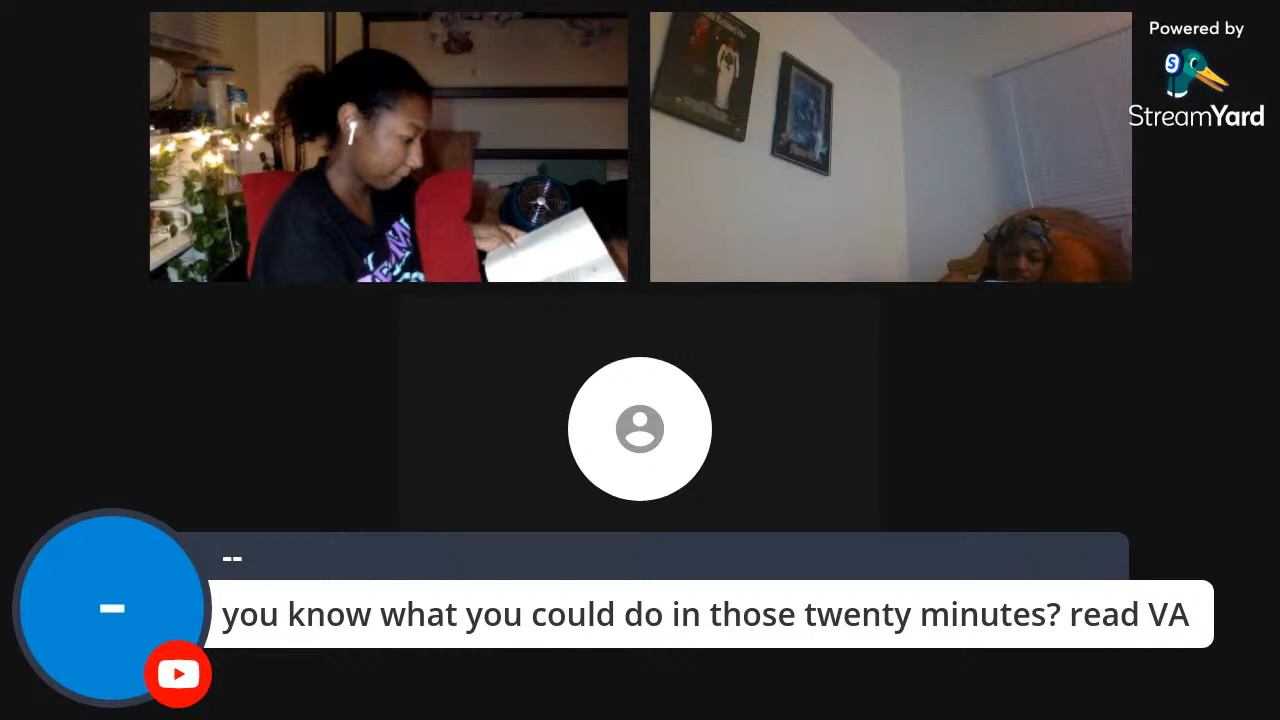 Powered by
StreamYard
--
-
you know what you could do in those twenty minutes? read VA